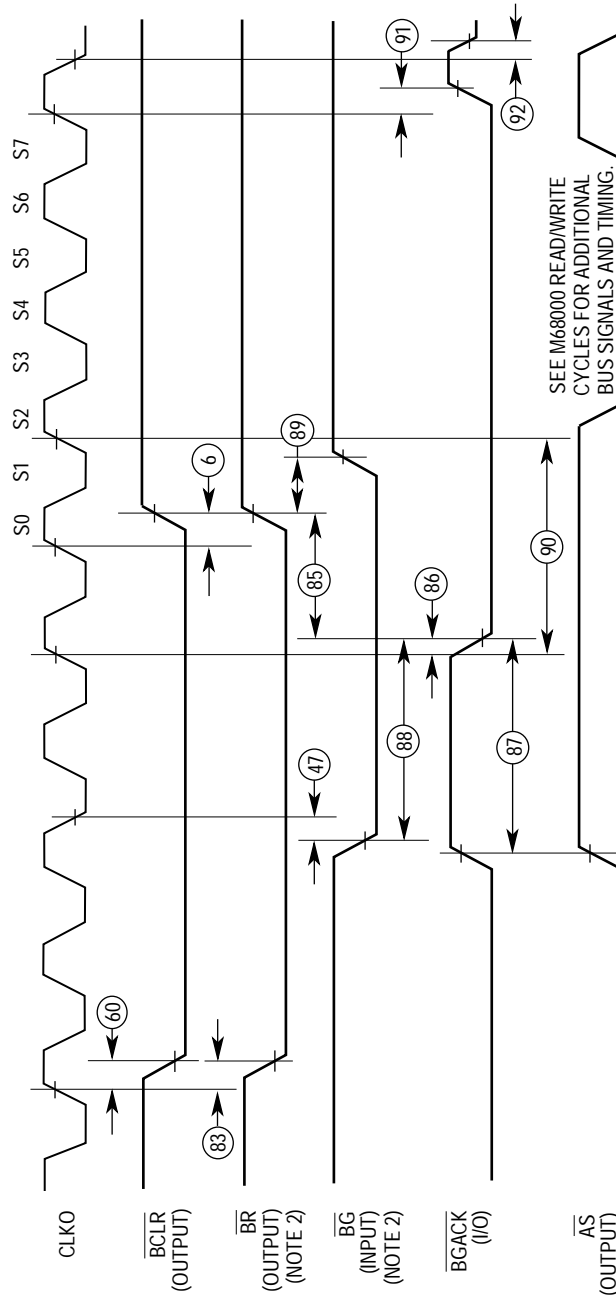 CLKO
S0 S1 S2 S3 S4 S5 S6 S7
60
BCLR
(OUTPUT)
6
83
BR
(OUTPUT)
(NOTE 2)
47
85
89
BG
(INPUT)
(NOTE 2)
88
86
91
BGACK
(I/O)
87
90
92
AS
(OUTPUT)
SEE M68000 READ/WRITE
CYCLES FOR ADDITIONAL
BUS SIGNALS AND TIMING.